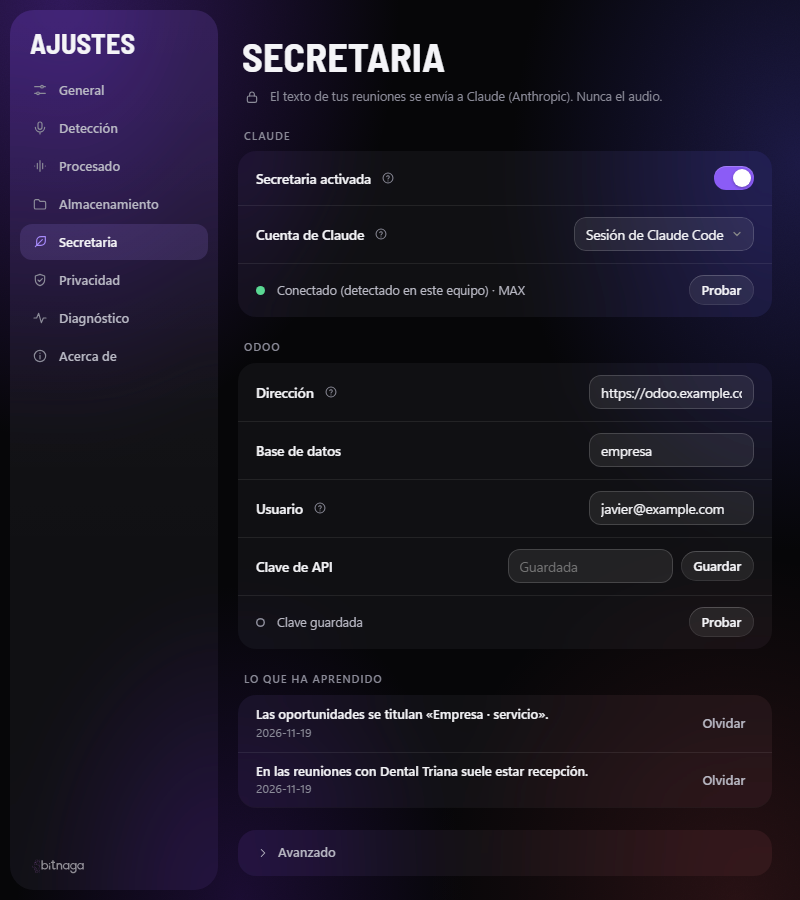 AJUSTES
General
Detección
Procesado
Almacenamiento
Secretaria
Privacidad
Diagnóstico
Acerca de
bitnaga
SECRETARIA
El texto de tus reuniones se envía a Claude (Anthropic). Nunca el audio.
CLAUDE
Secretaria activada
Cuenta de Claude
Sesión de Claude Code
Conectado (detectado en este equipo) · MAX
Probar
ODOO
Dirección
https://odoo.example.co
Base de datos
empresa
Usuario
javier@example.com
Clave de API
Guardada
Guardar
Clave guardada
Probar
LO QUE HA APRENDIDO
Las oportunidades se titulan «Empresa · servicio».
2026-11-19
Olvidar
En las reuniones con Dental Triana suele estar recepción.
2026-11-19
Olvidar
Avanzado